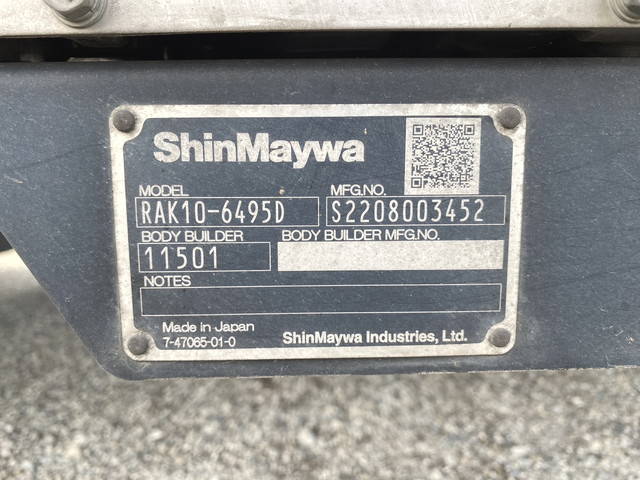 ShinMaywa
MODEL MFG.NO.
RAK10-6495D S2208003452
BODY BUILDER BODY BUILDER MFG.NO.
11501
NOTES
Made in Japan
7-47065-01-0 ShinMaywa Industries, Ltd.